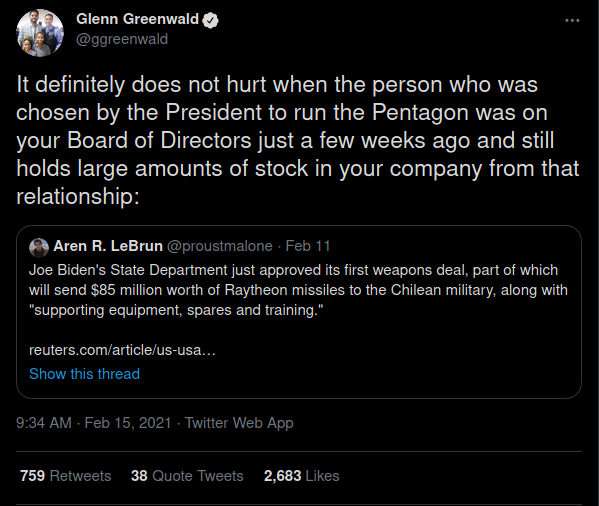 Glenn Greenwald
@ggreenwald
It definitely does not hurt when the person who was
chosen by the President to run the Pentagon was on
your Board of Directors just a few weeks ago and still
holds large amounts of stock in your company from that
relationship:
Aren R. LeBrun @proustmalone · Feb 11
Joe Biden's State Department just approved its first weapons deal, part of which
will send $85 million worth of Raytheon missiles to the Chilean military, along with
"supporting equipment, spares and training."
reuters.com/article/us-usa…
Show this thread
9:34 AM · Feb 15, 2021 · Twitter Web App
759 Retweets 38 Quote Tweets 2,683 Likes